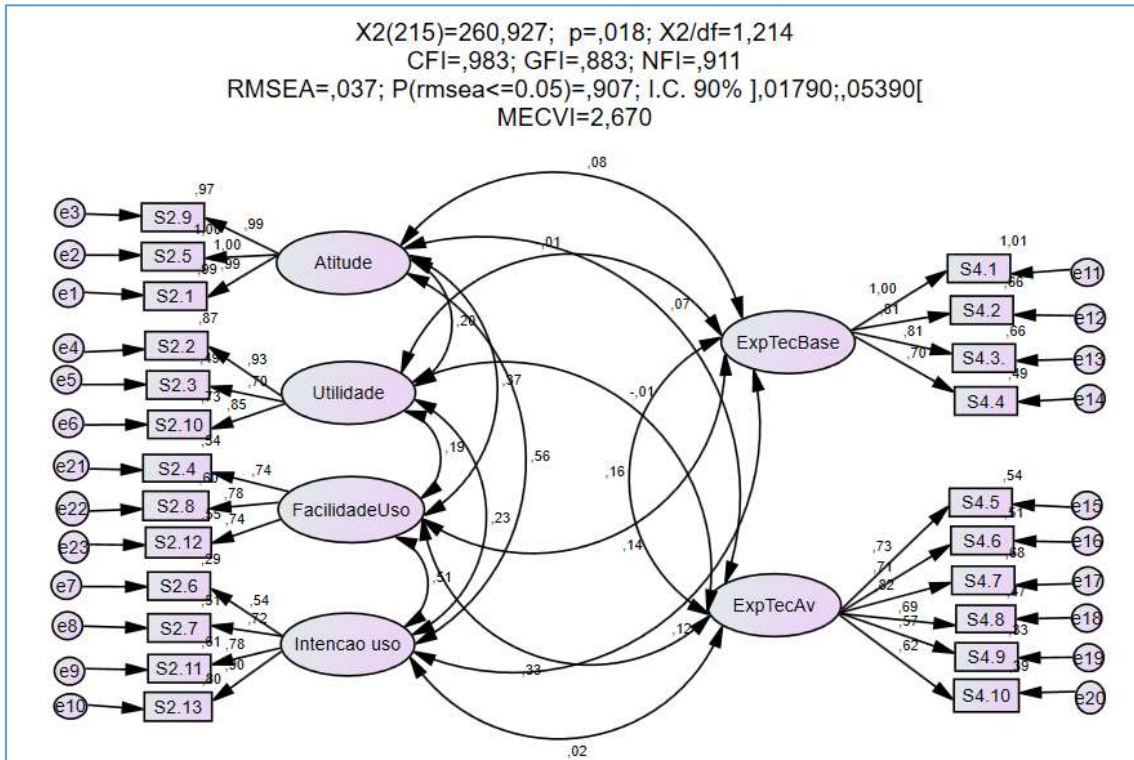 X2(215)=260,927; p=,018; X2/df=1,214
CFI=,983; GFI=,883; NFI=,911
RMSEA=,037; P(rmsea<=0.05)=,907; I.C. 90% ],01790;,05390[
MECVI=2,670
,08
,97
e3 S2.9 ,99
1,00
e2 S2.5 1,00
Atitude
,99 ,99
e1 S2.1
,01
,07
,20
1,01
S4.1 e11
1,00
,66
,81 S4.2 e12
ExpTecBase
,81 ,66
S4.3. e13
,70 ,49
S4.4 e14
,87
e4 S2.2 ,93
e5 S2.3 ,70
Utilidade
,73 ,85
e6 S2.10
,37
-,01
,19
,56
,16
,23
,14
,54
e21 S2.4 ,74
e22 S2.8 ,78
FacilidadeUso
,55 ,74
e23 S2.12
,51
,54
S4.5 e15
,73 ,51
S4.6 e16
,71 ,68
,82 S4.7 e17
ExpTecAv
,69 ,47
S4.8 e18
,57 ,33
S4.9 e19
,62 ,39
S4.10 e20
,29
e7 S2.6 ,54
,51
e8 S2.7 ,72
Intencao uso
,61 ,78
e9 S2.11
,80
e10 S2.13
,12
,33
,02